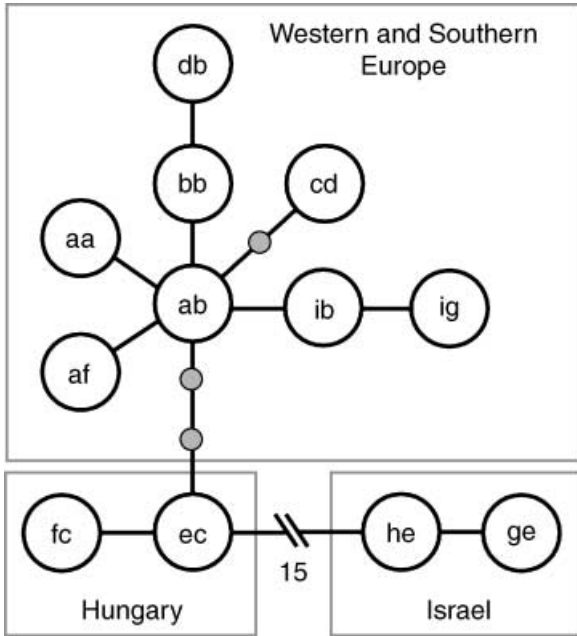 Western and Southern
Europe
db
bb
cd
aa
ab
ib
ig
af
fc
ec
he
ge
15
Hungary
Israel